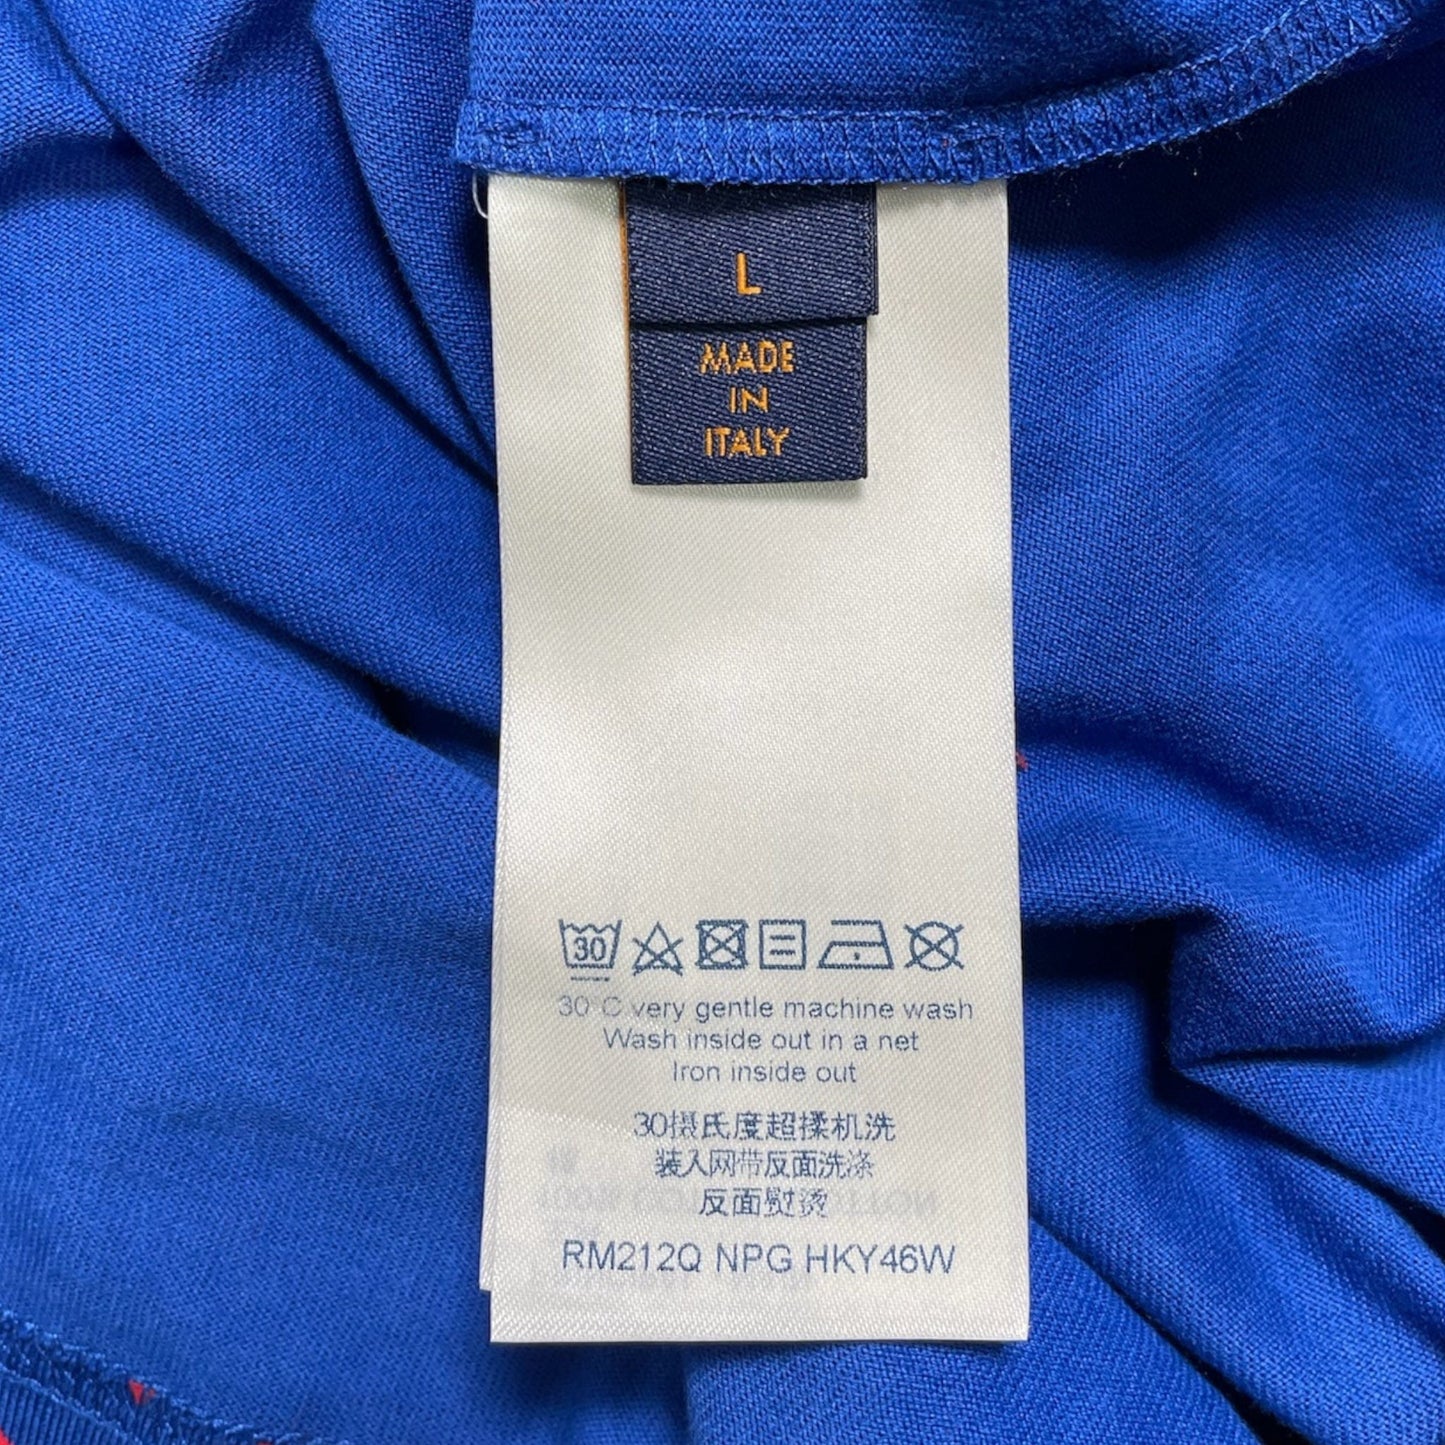 L
MADE
IN
ITALY
30
30°C very gentle machine wash
Wash inside out in a net
Iron inside out
30摄氏度超揉机洗
装入网带反面洗涤
反面熨烫
RM212Q NPG HKY46W